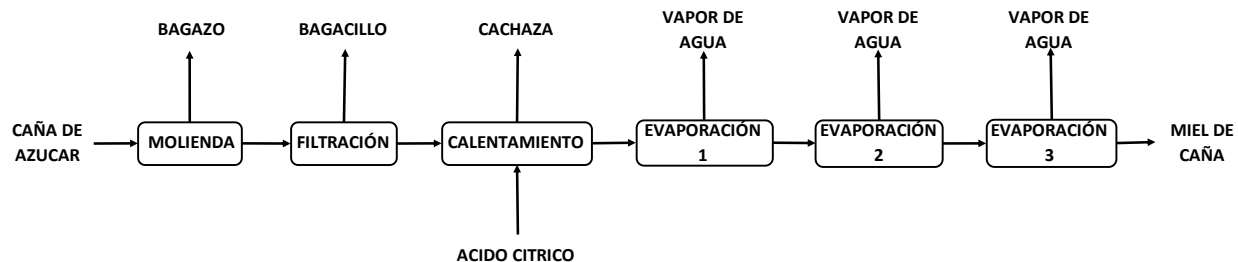 BAGAZO
BAGACILLO
CACHAZA
VAPOR DE
AGUA
VAPOR DE
AGUA
VAPOR DE
AGUA
CAÑA DE
AZUCAR
MOLIENDA
FILTRACIÓN
CALENTAMIENTO
EVAPORACIÓN
1
EVAPORACIÓN
2
EVAPORACIÓN
3
MIEL DE
CAÑA
ACIDO CITRICO